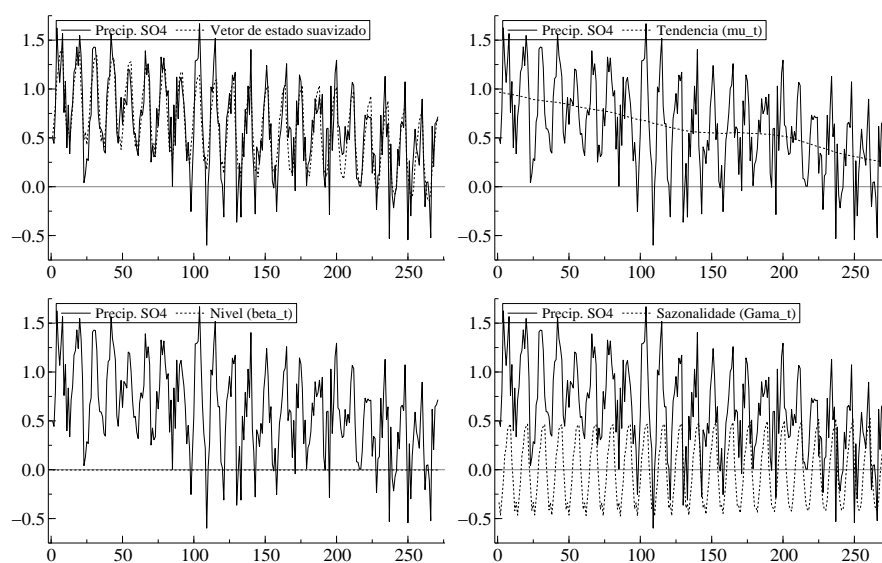 Precip. SO4 Vetor de estado suavizado
1.5
1.0
0.5
0.0
−0.5
0 50 100 150 200 250
Precip. SO4 Tendencia (mu_t)
1.5
1.0
0.5
0.0
−0.5
0 50 100 150 200 250
Precip. SO4 Nivel (beta_t)
1.5
1.0
0.5
0.0
−0.5
0 50 100 150 200 250
Precip. SO4 Sazonalidade (Gama_t)
1.5
1.0
0.5
0.0
−0.5
0 50 100 150 200 250